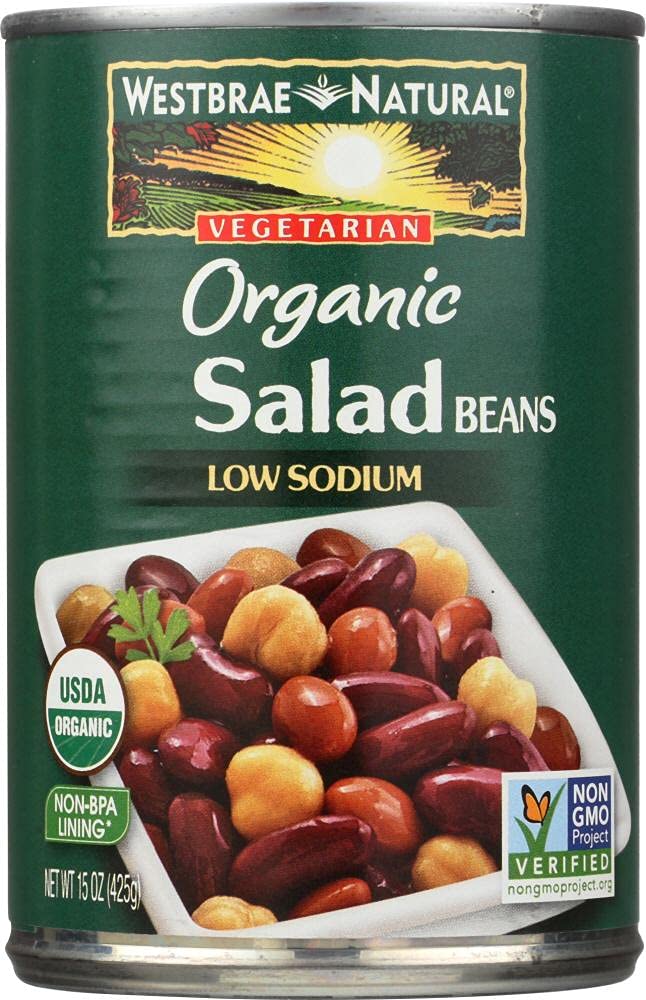 WESTBRAE NATURAL®
VEGETARIAN
Organic
Salad BEANS
LOW SODIUM
USDA
ORGANIC
NON-BPA
LINING*
NET WT 15 OZ (425g)
NON
GMO
Project
VERIFIED
nongmoproject.org